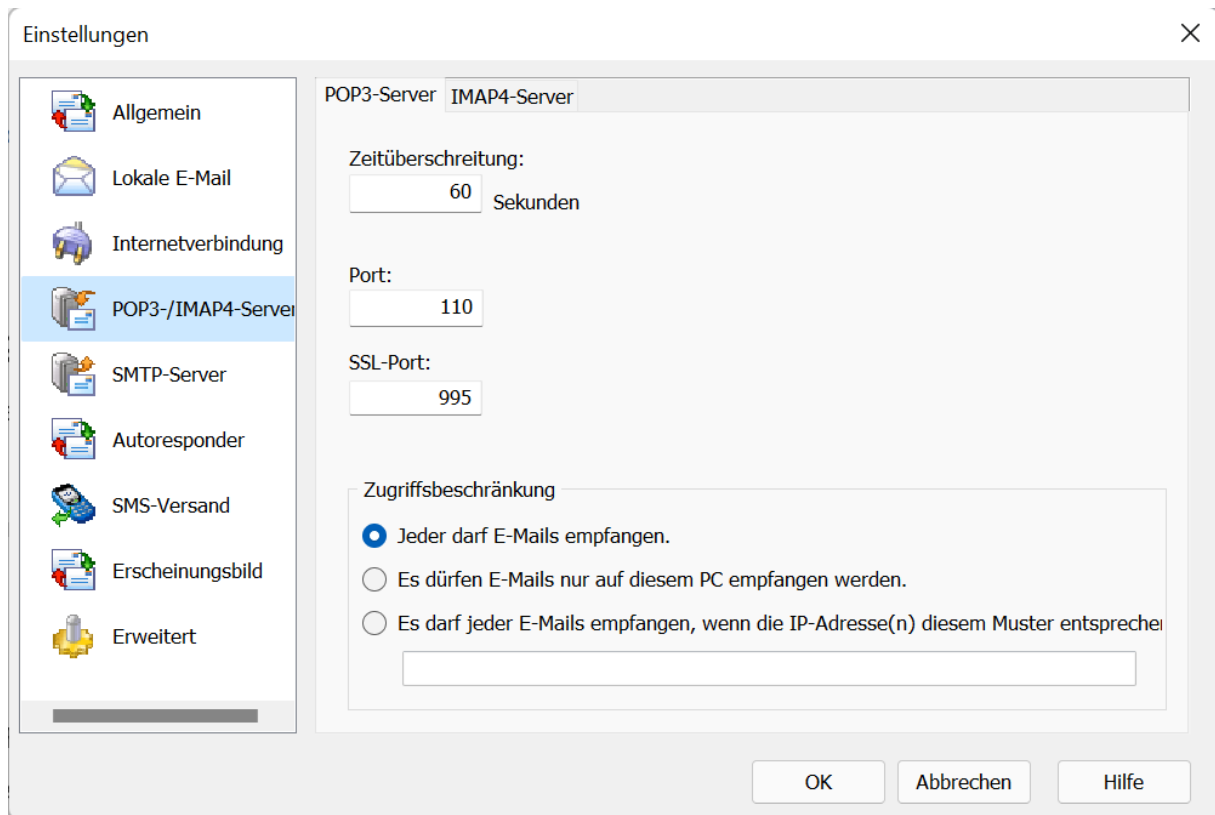 Einstellungen
Allgemein
Lokale E-Mail
Internetverbindung
POP3-/IMAP4-Server
SMTP-Server
Autoresponder
SMS-Versand
Erscheinungsbild
Erweitert
POP3-Server IMAP4-Server
Zeitüberschreitung:
60 Sekunden
Port:
110
SSL-Port:
995
Zugriffsbeschränkung
Jeder darf E-Mails empfangen.
Es dürfen E-Mails nur auf diesem PC empfangen werden.
Es darf jeder E-Mails empfangen, wenn die IP-Adresse(n) diesem Muster entsprechen
OK Abbrechen Hilfe